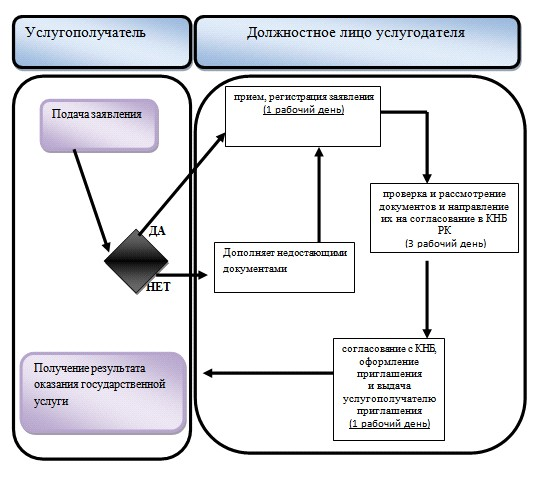 Услугополучатель
Должностное лицо услугодателя
Подача заявления
прием, регистрация заявления
(1 рабочий день)
проверка и рассмотрение
документов и направление
их на согласование в КНБ
РК
(3 рабочий день)
ДА
НЕТ
Дополняет недостающими
документами
согласование с КНБ,
оформление
приглашения
и выдача
услугополучателю
приглашения
(1 рабочий день)
Получение результата
оказания государственной
услуги